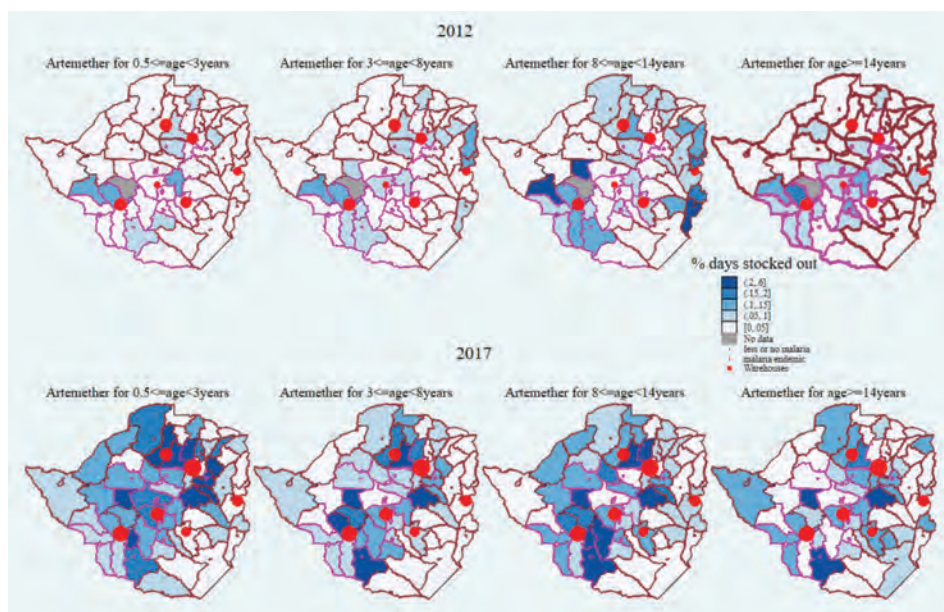 2012
Artemether for 0.5<=age<3years
Artemether for 3<=age<8years
Artemether for 8<=age<14years
Artemether for age>=14years
% days stocked out
(.2,.6]
(.15,.2]
(.1,.15]
(.05,.1]
[0,.05]
No data
less or no malaria
malaria endemic
Warehouses
2017
Artemether for 0.5<=age<3years
Artemether for 3<=age<8years
Artemether for 8<=age<14years
Artemether for age>=14years